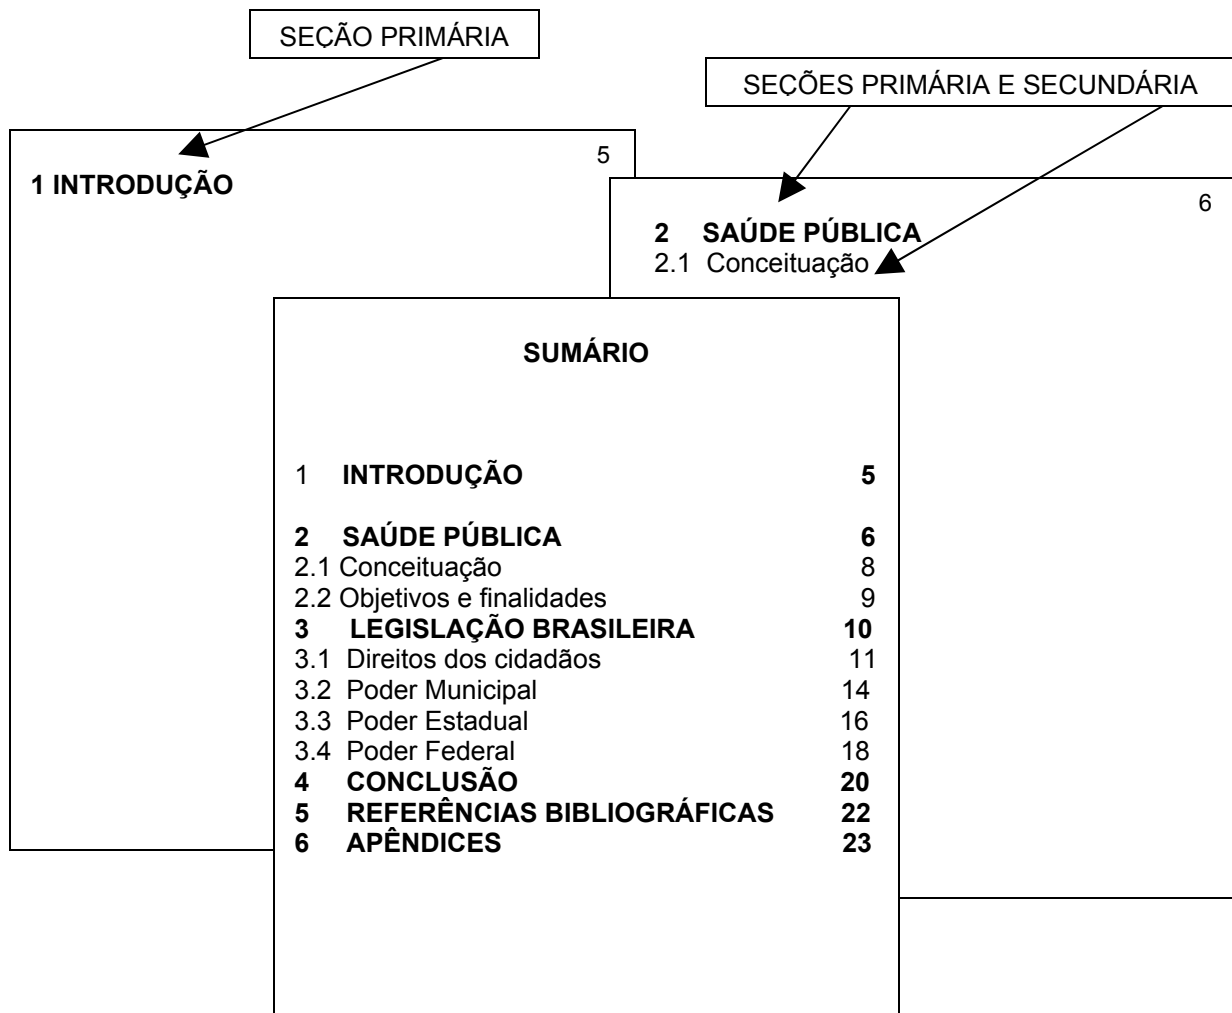 SEÇÃO PRIMÁRIA
SEÇÕES PRIMÁRIA E SECUNDÁRIA
5
1 INTRODUÇÃO
6
2 SAÚDE PÚBLICA
2.1 Conceituação
SUMÁRIO
1 INTRODUÇÃO 5
2 SAÚDE PÚBLICA 6
2.1 Conceituação 8
2.2 Objetivos e finalidades 9
3 LEGISLAÇÃO BRASILEIRA 10
3.1 Direitos dos cidadãos 11
3.2 Poder Municipal 14
3.3 Poder Estadual 16
3.4 Poder Federal 18
4 CONCLUSÃO 20
5 REFERÊNCIAS BIBLIOGRÁFICAS 22
6 APÊNDICES 23